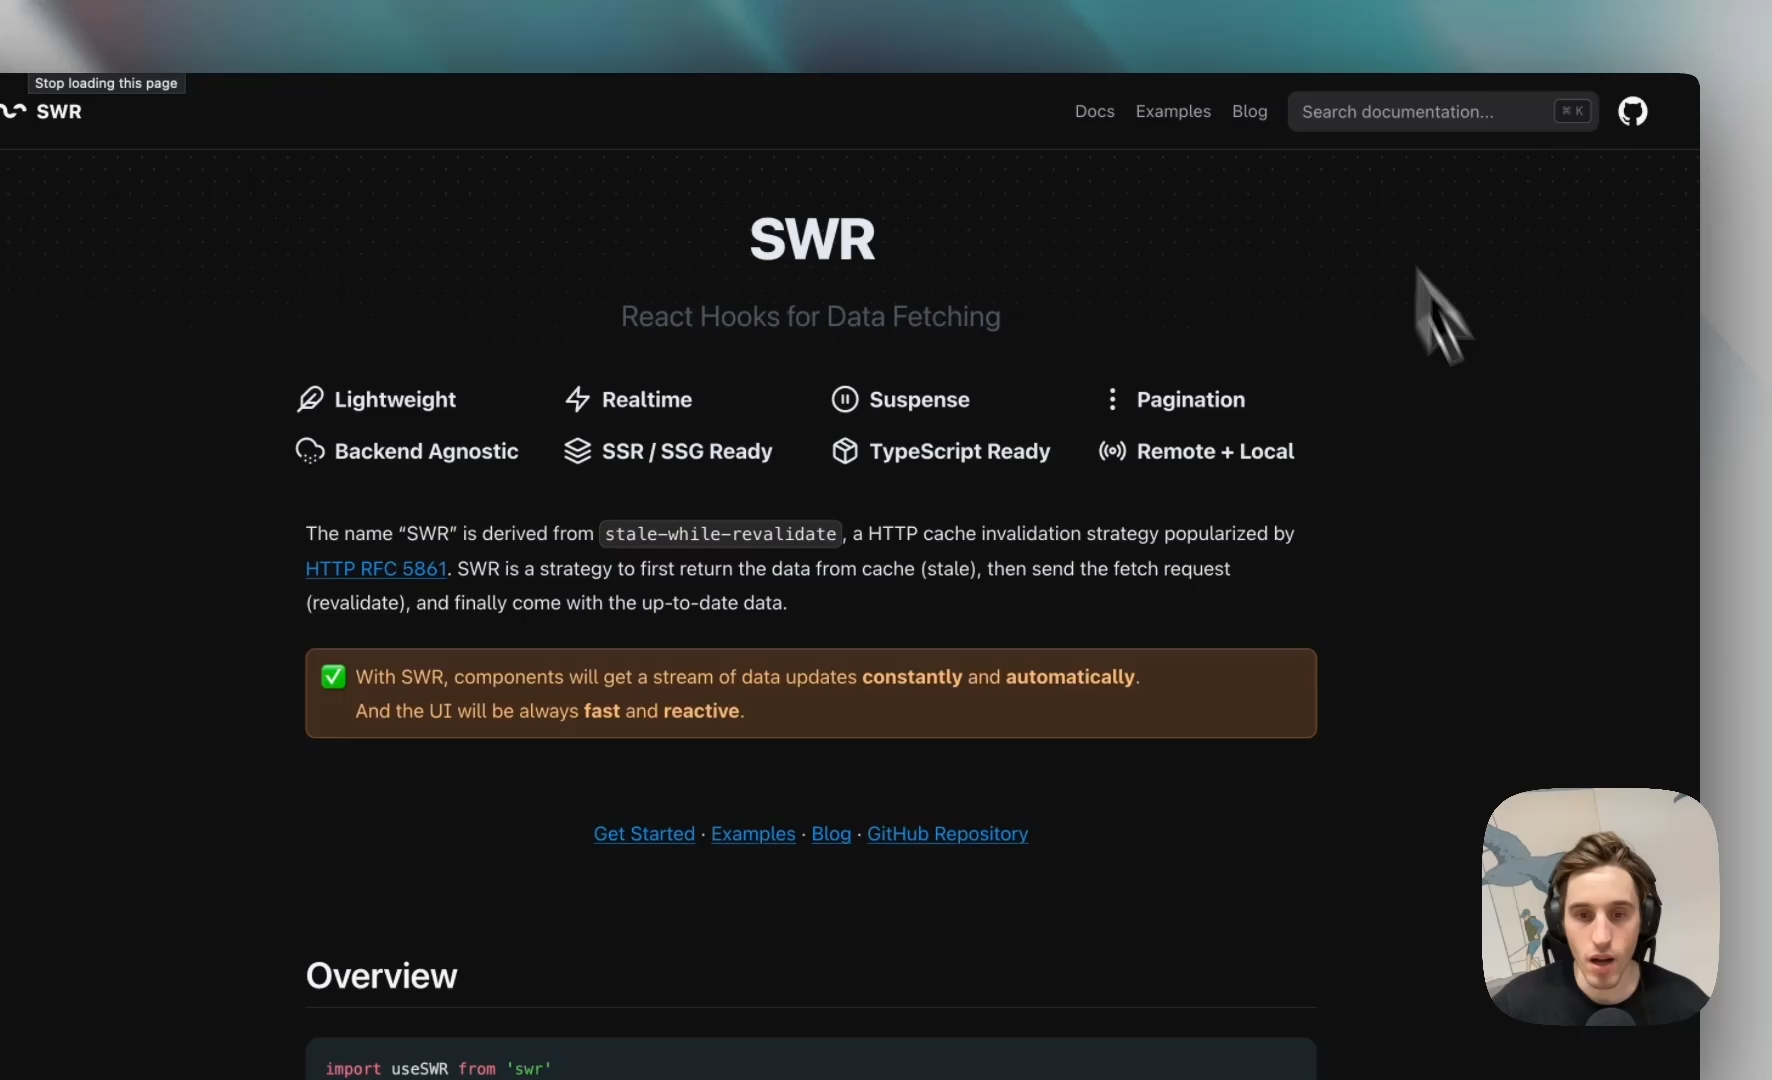 Stop loading this page
SWR
Docs Examples Blog Search documentation... ⌘ K
SWR
React Hooks for Data Fetching
Lightweight Realtime Suspense Pagination
Backend Agnostic SSR / SSG Ready TypeScript Ready Remote + Local
The name “SWR” is derived from stale-while-revalidate, a HTTP cache invalidation strategy popularized by
HTTP RFC 5861. SWR is a strategy to first return the data from cache (stale), then send the fetch request
(revalidate), and finally come with the up-to-date data.
With SWR, components will get a stream of data updates constantly and automatically.
And the UI will be always fast and reactive.
Get Started · Examples · Blog · GitHub Repository
Overview
import useSWR from 'swr'